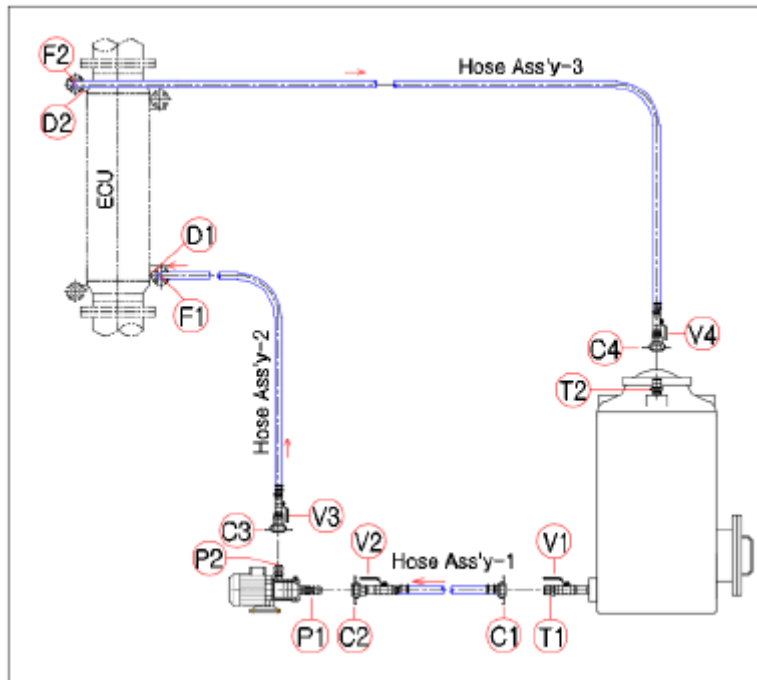 F2
Hose Ass'y-3
D2
ECU
D1
F1
V4
C4
T2
Hose Ass'y-2
V3
C3
P2
V2
Hose Ass'y-1
V1
P1
C2
C1
T1